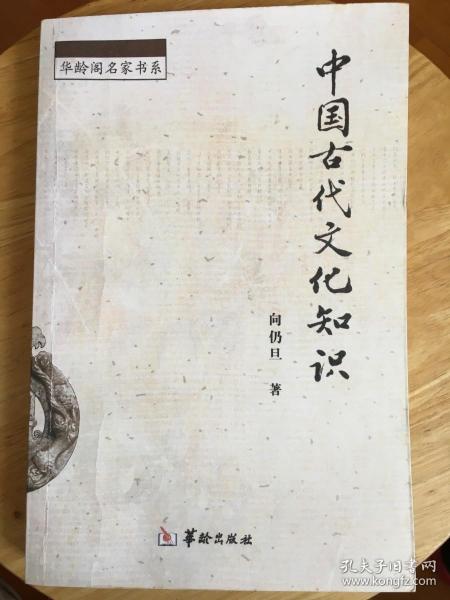 华龄阁名家书系
中国古代文化知识
向仍旦 著
華龄出版社
孔夫子旧书网
www.kongfz.com